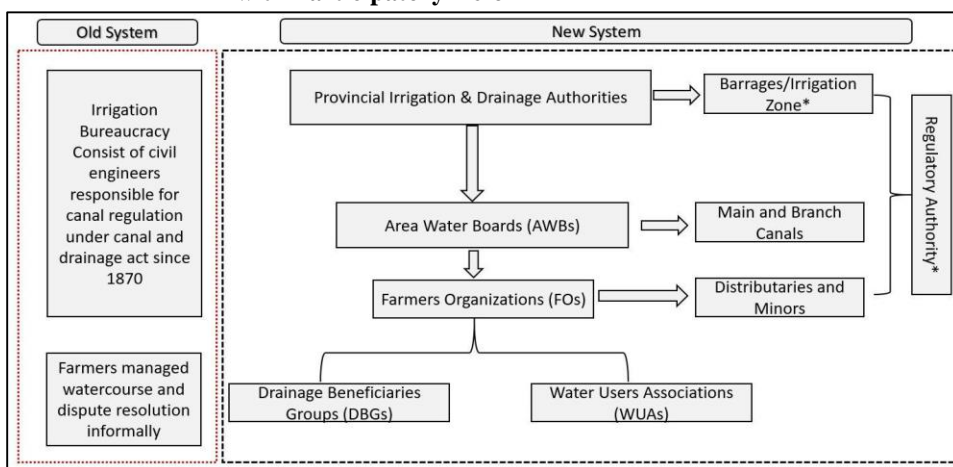 Old System
New System
Irrigation
Bureaucracy
Consist of civil
engineers
responsible for
canal regulation
under canal and
drainage act since
1870
Farmers managed
watercourse and
dispute resolution
informally
Provincial Irrigation & Drainage Authorities
Barrages/Irrigation
Zone*
Area Water Boards (AWBs)
Main and Branch
Canals
Farmers Organizations (FOs)
Distributaries and
Minors
Drainage Beneficiaries
Groups (DBGs)
Water Users Associations
(WUAs)
Regulatory Authority*